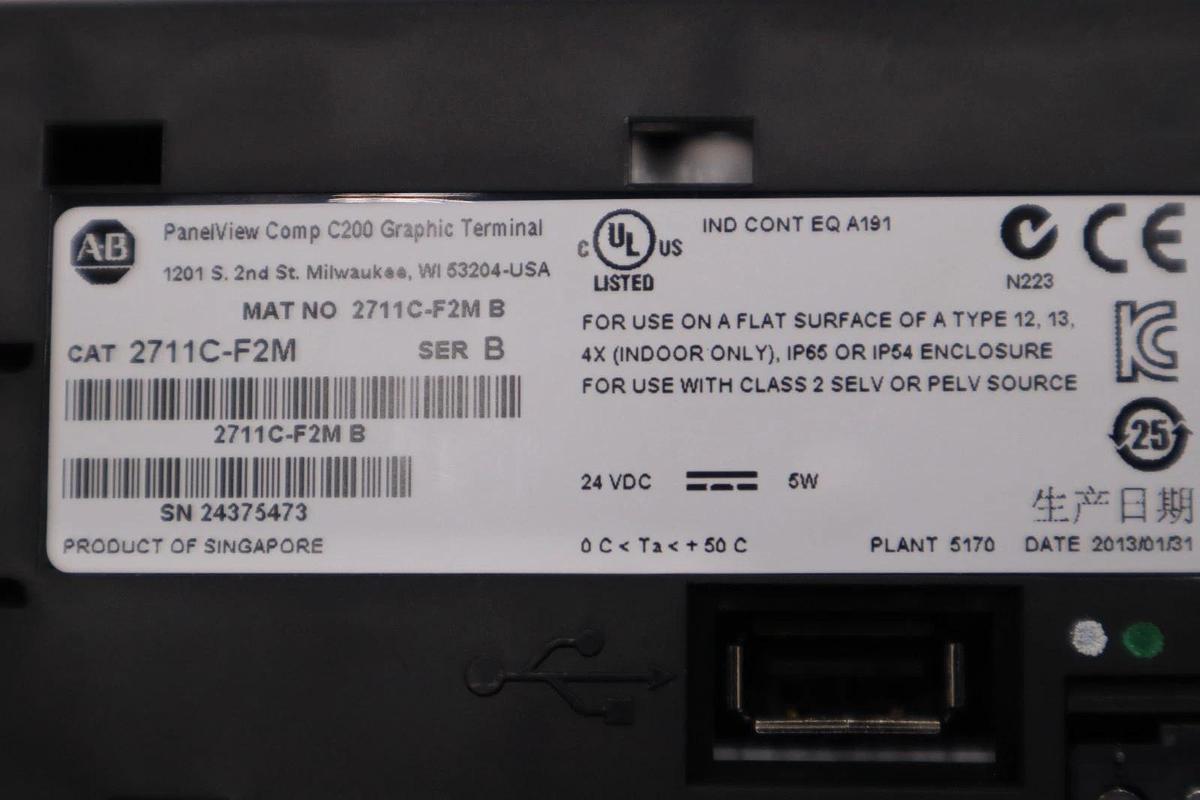 AB
PanelView Comp C200 Graphic Terminal
1201 S. 2nd St. Milwaukee, WI 53204-USA
MAT NO 2711C-F2M B
CAT 2711C-F2M SER B
2711C-F2M B
SN 24375473
PRODUCT OF SINGAPORE
C UL US
LISTED
IND CONT EQ A191
N223
CE
FOR USE ON A FLAT SURFACE OF A TYPE 12, 13,
4X (INDOOR ONLY), IP65 OR IP54 ENCLOSURE
FOR USE WITH CLASS 2 SELV OR PELV SOURCE
KC
25
24 VDC 5W
生产日期
0 C < Ta < + 50 C
PLANT 5170 DATE 2013/01/31